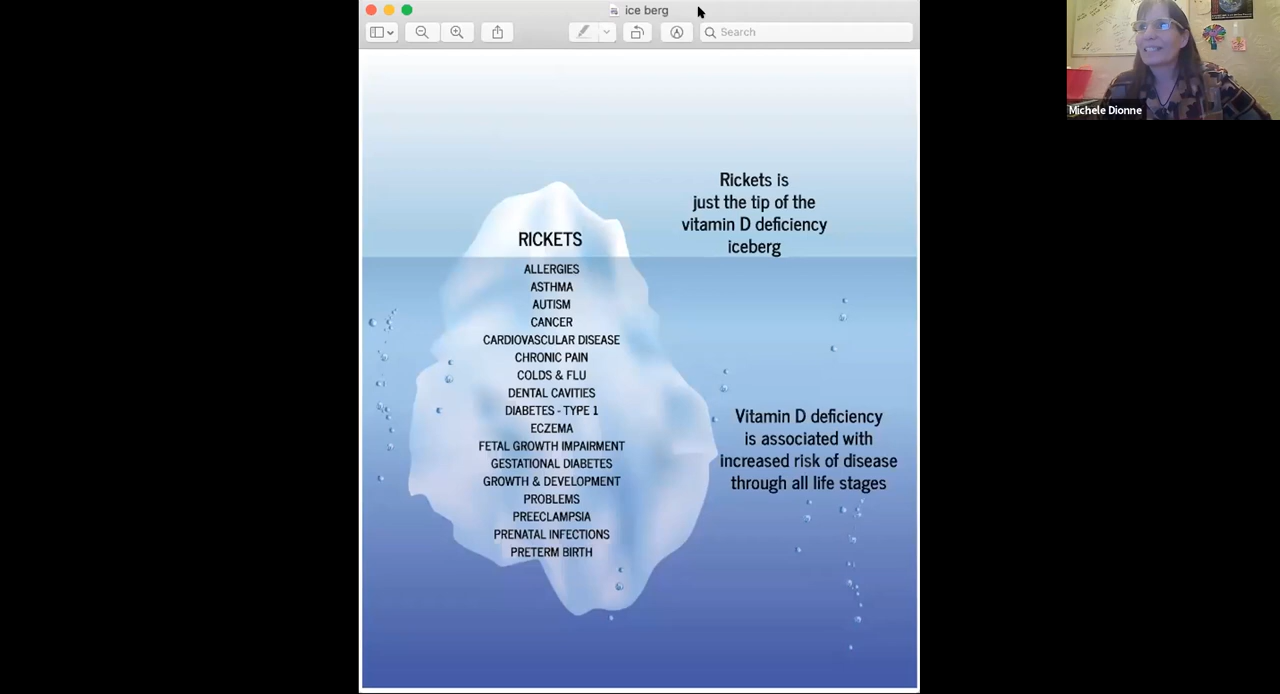 ice berg
Search
Michele Dionne
Rickets is
just the tip of the
vitamin D deficiency
iceberg
RICKETS
ALLERGIES
ASTHMA
AUTISM
CANCER
CARDIOVASCULAR DISEASE
CHRONIC PAIN
COLDS & FLU
DENTAL CAVITIES
DIABETES - TYPE 1
ECZEMA
FETAL GROWTH IMPAIRMENT
GESTATIONAL DIABETES
GROWTH & DEVELOPMENT
PROBLEMS
PREECLAMPSIA
PRENATAL INFECTIONS
PRETERM BIRTH
Vitamin D deficiency
is associated with
increased risk of disease
through all life stages